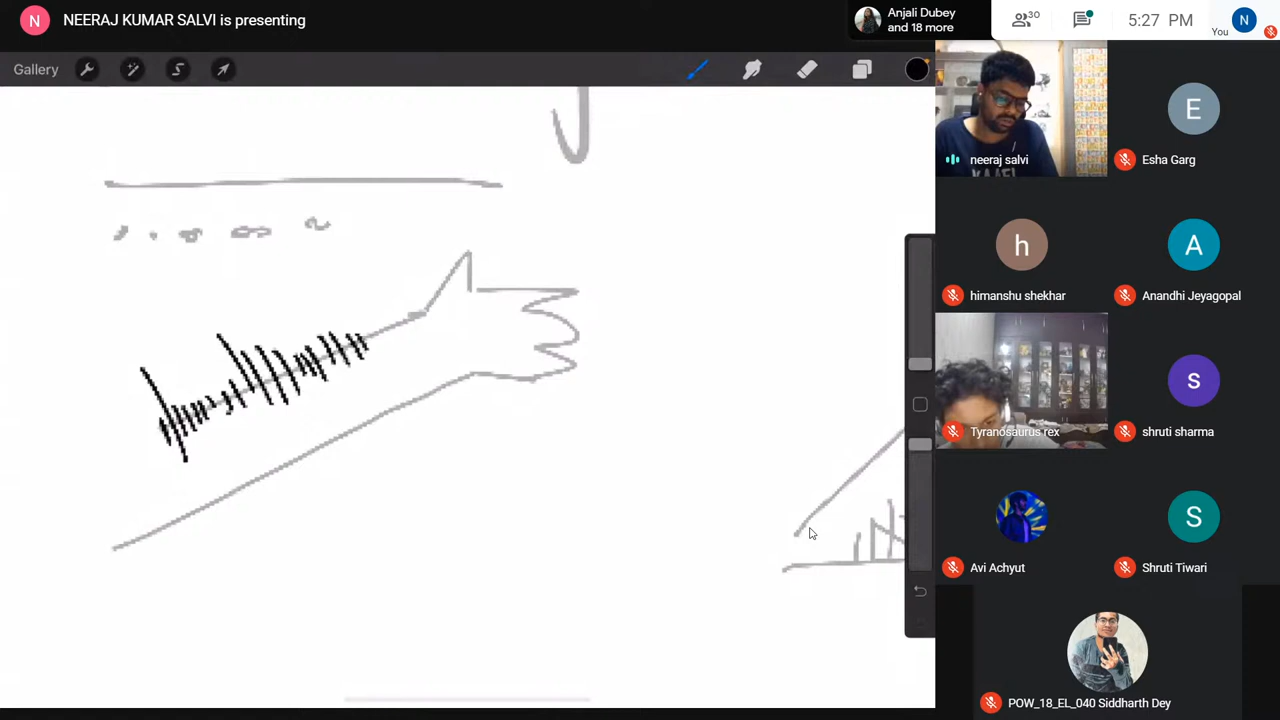 N
NEERAJ KUMAR SALVI is presenting
Anjali Dubey
and 18 more
30
5:27 PM
You
N
Gallery
neeraj salvi
E
Esha Garg
h
himanshu shekhar
A
Anandhi Jeyagopal
Tyranosaurus rex
s
shruti sharma
Avi Achyut
S
Shruti Tiwari
POW_18_EL_040 Siddharth Dey